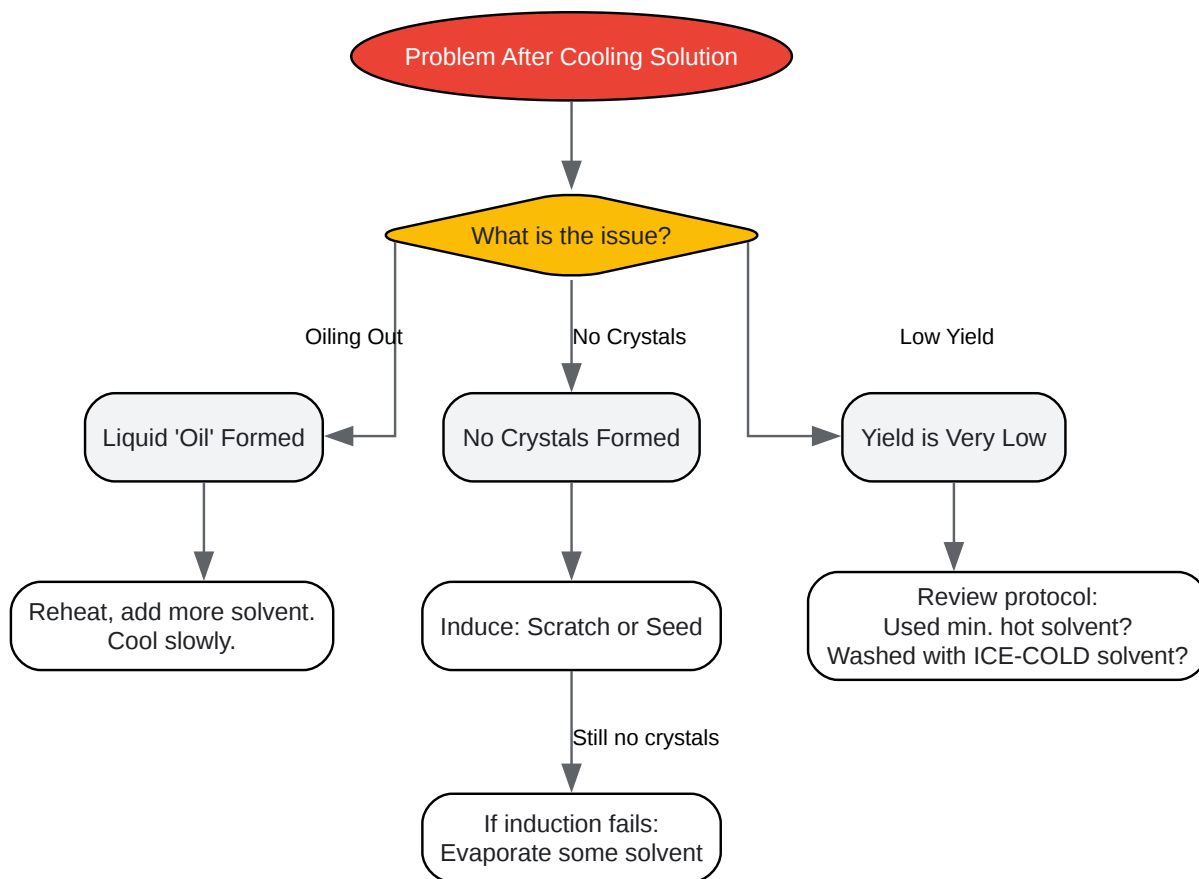 Problem After Cooling Solution
What is the issue?
Oiling Out
No Crystals
Low Yield
Liquid 'Oil' Formed
No Crystals Formed
Yield is Very Low
Reheat, add more solvent.
Cool slowly.
Induce: Scratch or Seed
Review protocol:
Used min. hot solvent?
Washed with ICE-COLD solvent?
Still no crystals
If induction fails:
Evaporate some solvent